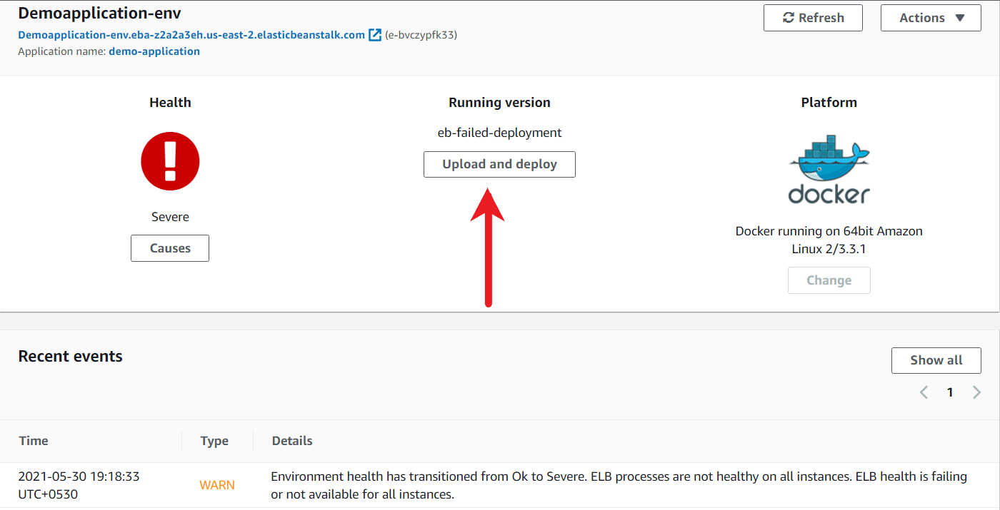 Demoapplication-env
Refresh
Actions
Demoapplication-env.eba-z2a2a3eh.us-east-2.elasticbeanstalk.com (e-bvczypfk33)
Application name: demo-application
Health
Running version
Platform
eb-failed-deployment
Upload and deploy
docker
Severe
Docker running on 64bit Amazon
Linux 2/3.3.1
Causes
Change
Recent events
Show all
1
Time
Type
Details
2021-05-30 19:18:33
UTC+0530
WARN
Environment health has transitioned from Ok to Severe. ELB processes are not healthy on all instances. ELB health is failing
or not available for all instances.